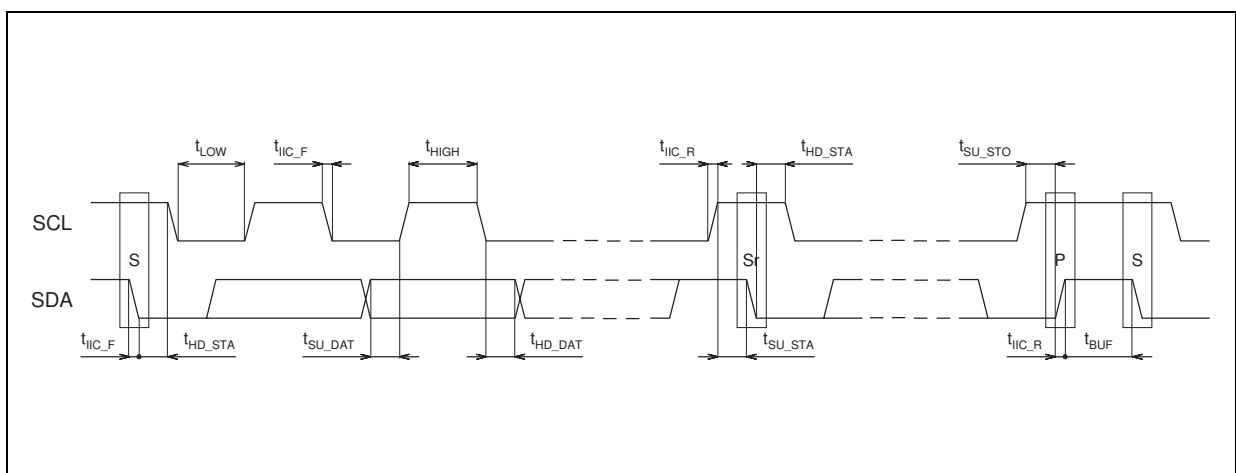 tLOW tIIC_F tHIGH tIIC_R tHD_STA tSU_STO
SCL
S Sr P S
SDA
tIIC_F tHD_STA tSU_DAT tHD_DAT tSU_STA tIIC_R tBUF